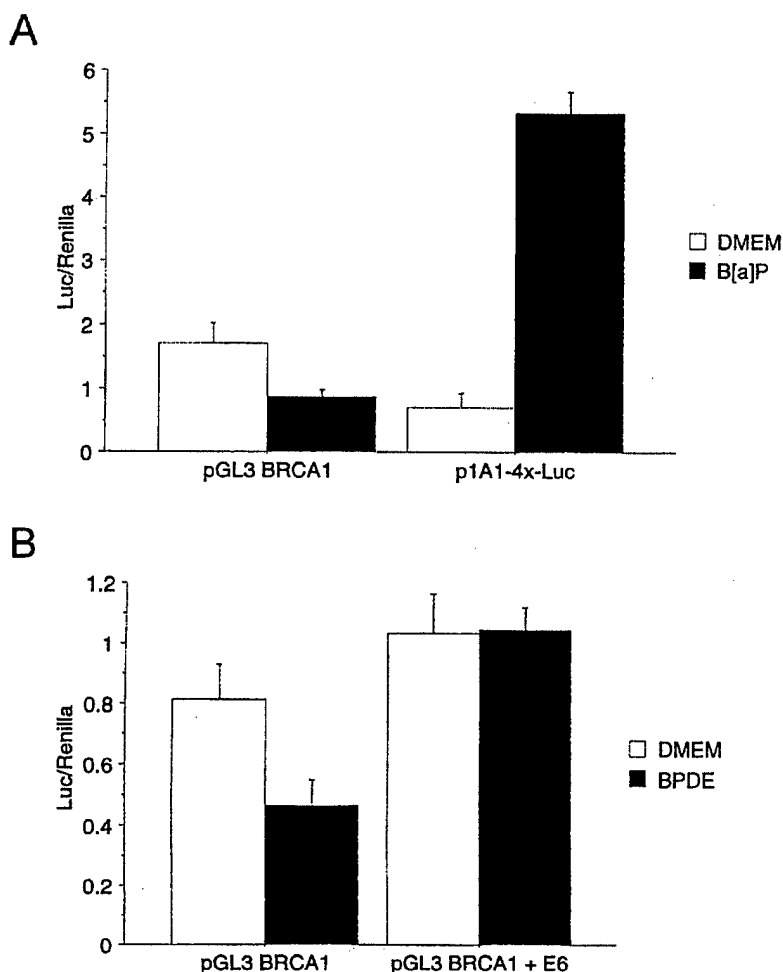 A
6
5
4
3
2
1
0
Luc/Renilla
pGL3 BRCA1
p1A1-4x-Luc
DMEM
B[a]P
B
1.2
1
0.8
0.6
0.4
0.2
0
Luc/Renilla
pGL3 BRCA1
pGL3 BRCA1 + E6
DMEM
BPDE